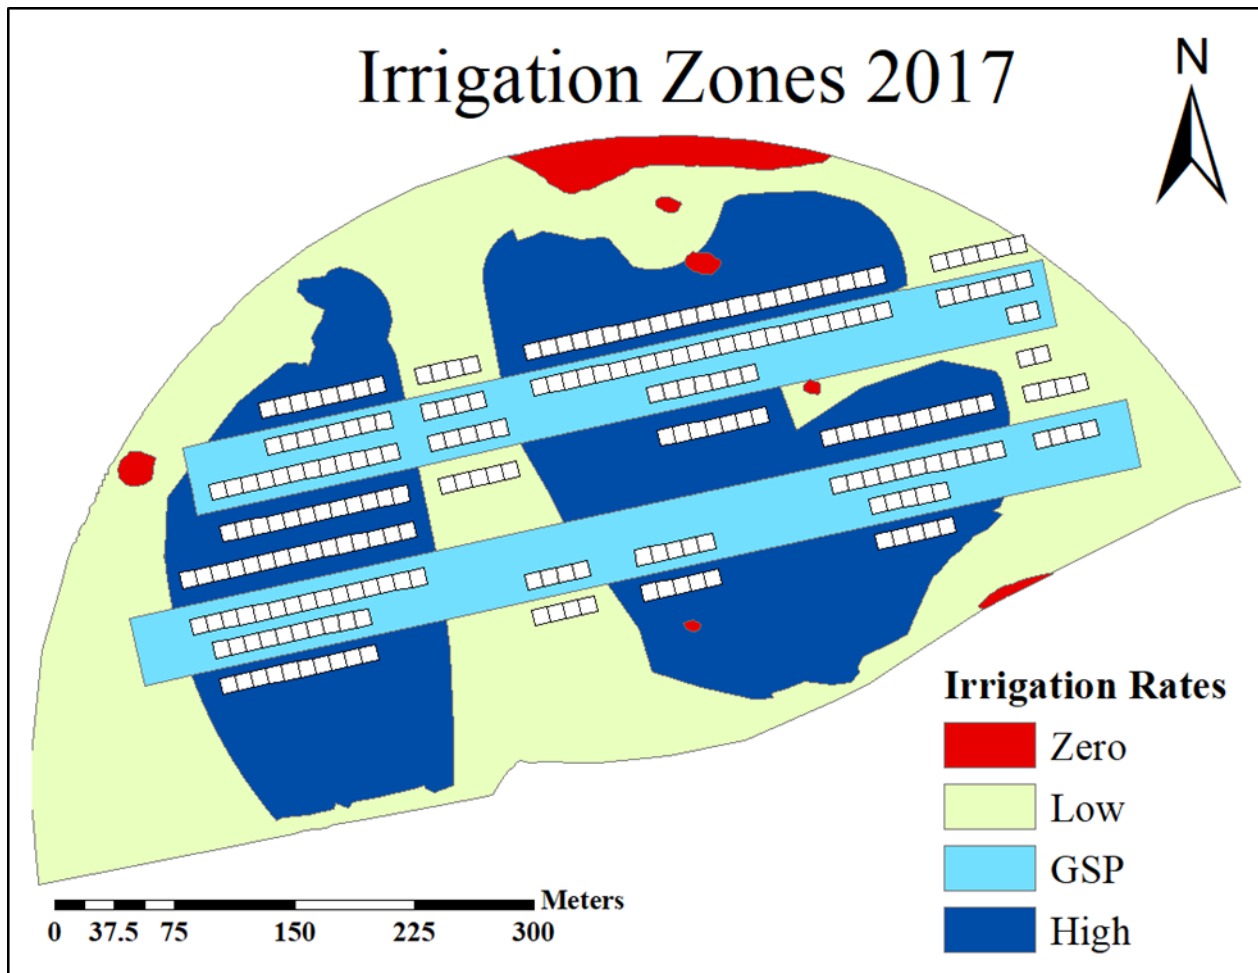 Irrigation Zones 2017
N
Irrigation Rates
Zero
Low
GSP
High
Meters
0 37.5 75 150 225 300